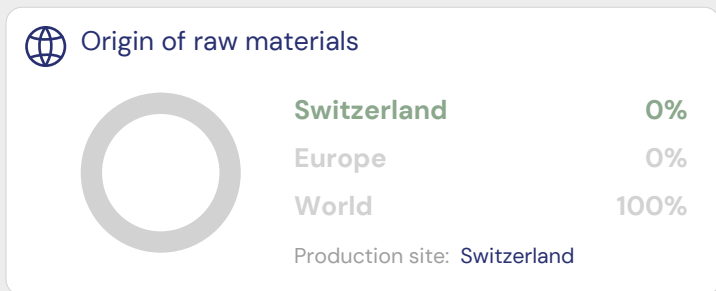 Origin of raw materials
Switzerland 0%
Europe 0%
World 100%
Production site: Switzerland